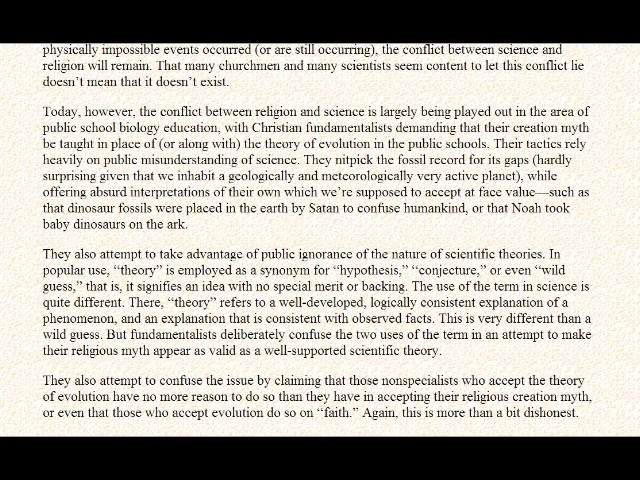 physically impossible events occurred (or are still occurring), the conflict between science and
religion will remain. That many churchmen and many scientists seem content to let this conflict lie
doesn’t mean that it doesn’t exist.
Today, however, the conflict between religion and science is largely being played out in the area of
public school biology education, with Christian fundamentalists demanding that their creation myth
be taught in place of (or along with) the theory of evolution in the public schools. Their tactics rely
heavily on public misunderstanding of science. They nitpick the fossil record for its gaps (hardly
surprising given that we inhabit a geologically and meteorologically very active planet), while
offering absurd interpretations of their own which we’re supposed to accept at face value—such as
that dinosaur fossils were placed in the earth by Satan to confuse humankind, or that Noah took
baby dinosaurs on the ark.
They also attempt to take advantage of public ignorance of the nature of scientific theories. In
popular use, “theory” is employed as a synonym for “hypothesis,” “conjecture,” or even “wild
guess,” that is, it signifies an idea with no special merit or backing. The use of the term in science is
quite different. There, “theory” refers to a well-developed, logically consistent explanation of a
phenomenon, and an explanation that is consistent with observed facts. This is very different than a
wild guess. But fundamentalists deliberately confuse the two uses of the term in an attempt to make
their religious myth appear as valid as a well-supported scientific theory.
They also attempt to confuse the issue by claiming that those nonspecialists who accept the theory
of evolution have no more reason to do so than they have in accepting their religious creation myth,
or even that those who accept evolution do so on “faith.” Again, this is more than a bit dishonest.